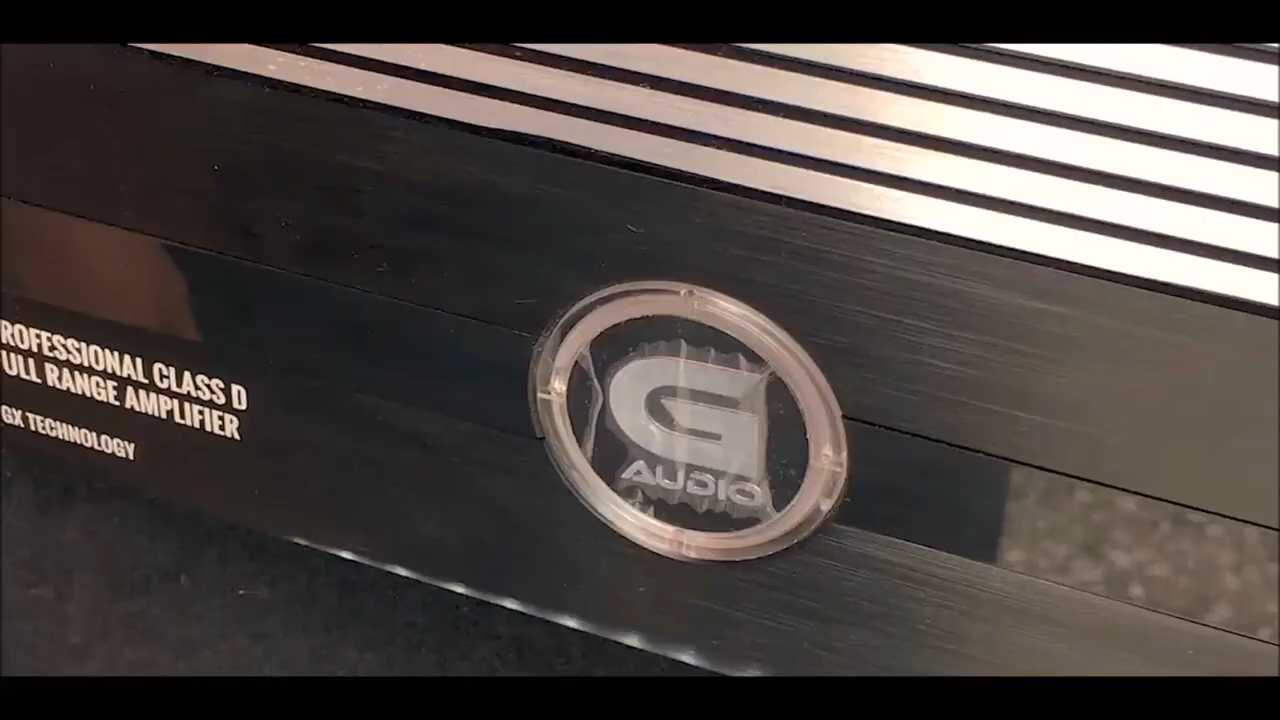 ROFESSIONAL CLASS D
ULL RANGE AMPLIFIER
GX TECHNOLOGY
G
AUDIO